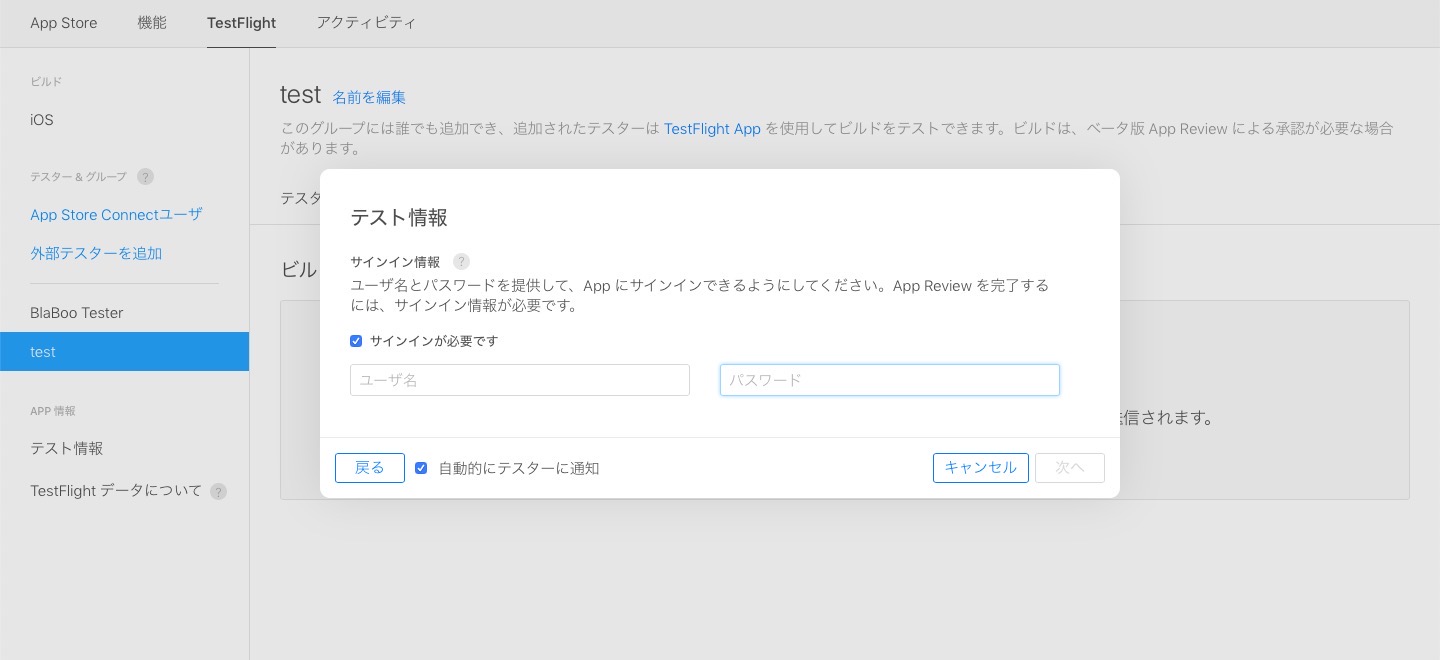 App Store 機能 TestFlight アクティビティ
ビルド
iOS
テスター & グループ ?
App Store Connectユーザ
外部テスターを追加
BlaBoo Tester
test
APP 情報
テスト情報
TestFlight データについて ?
test 名前を編集
このグループには誰でも追加でき、追加されたテスターは TestFlight App を使用してビルドをテストできます。ビルドは、ベータ版 App Review による承認が必要な場合
があります。
テスタ
ビル
信されます。
テスト情報
サインイン情報 ?
ユーザ名とパスワードを提供して、App にサインインできるようにしてください。App Review を完了する
には、サインイン情報が必要です。
サインインが必要です
ユーザ名 パスワード
戻る 自動的にテスターに通知 キャンセル 次へ